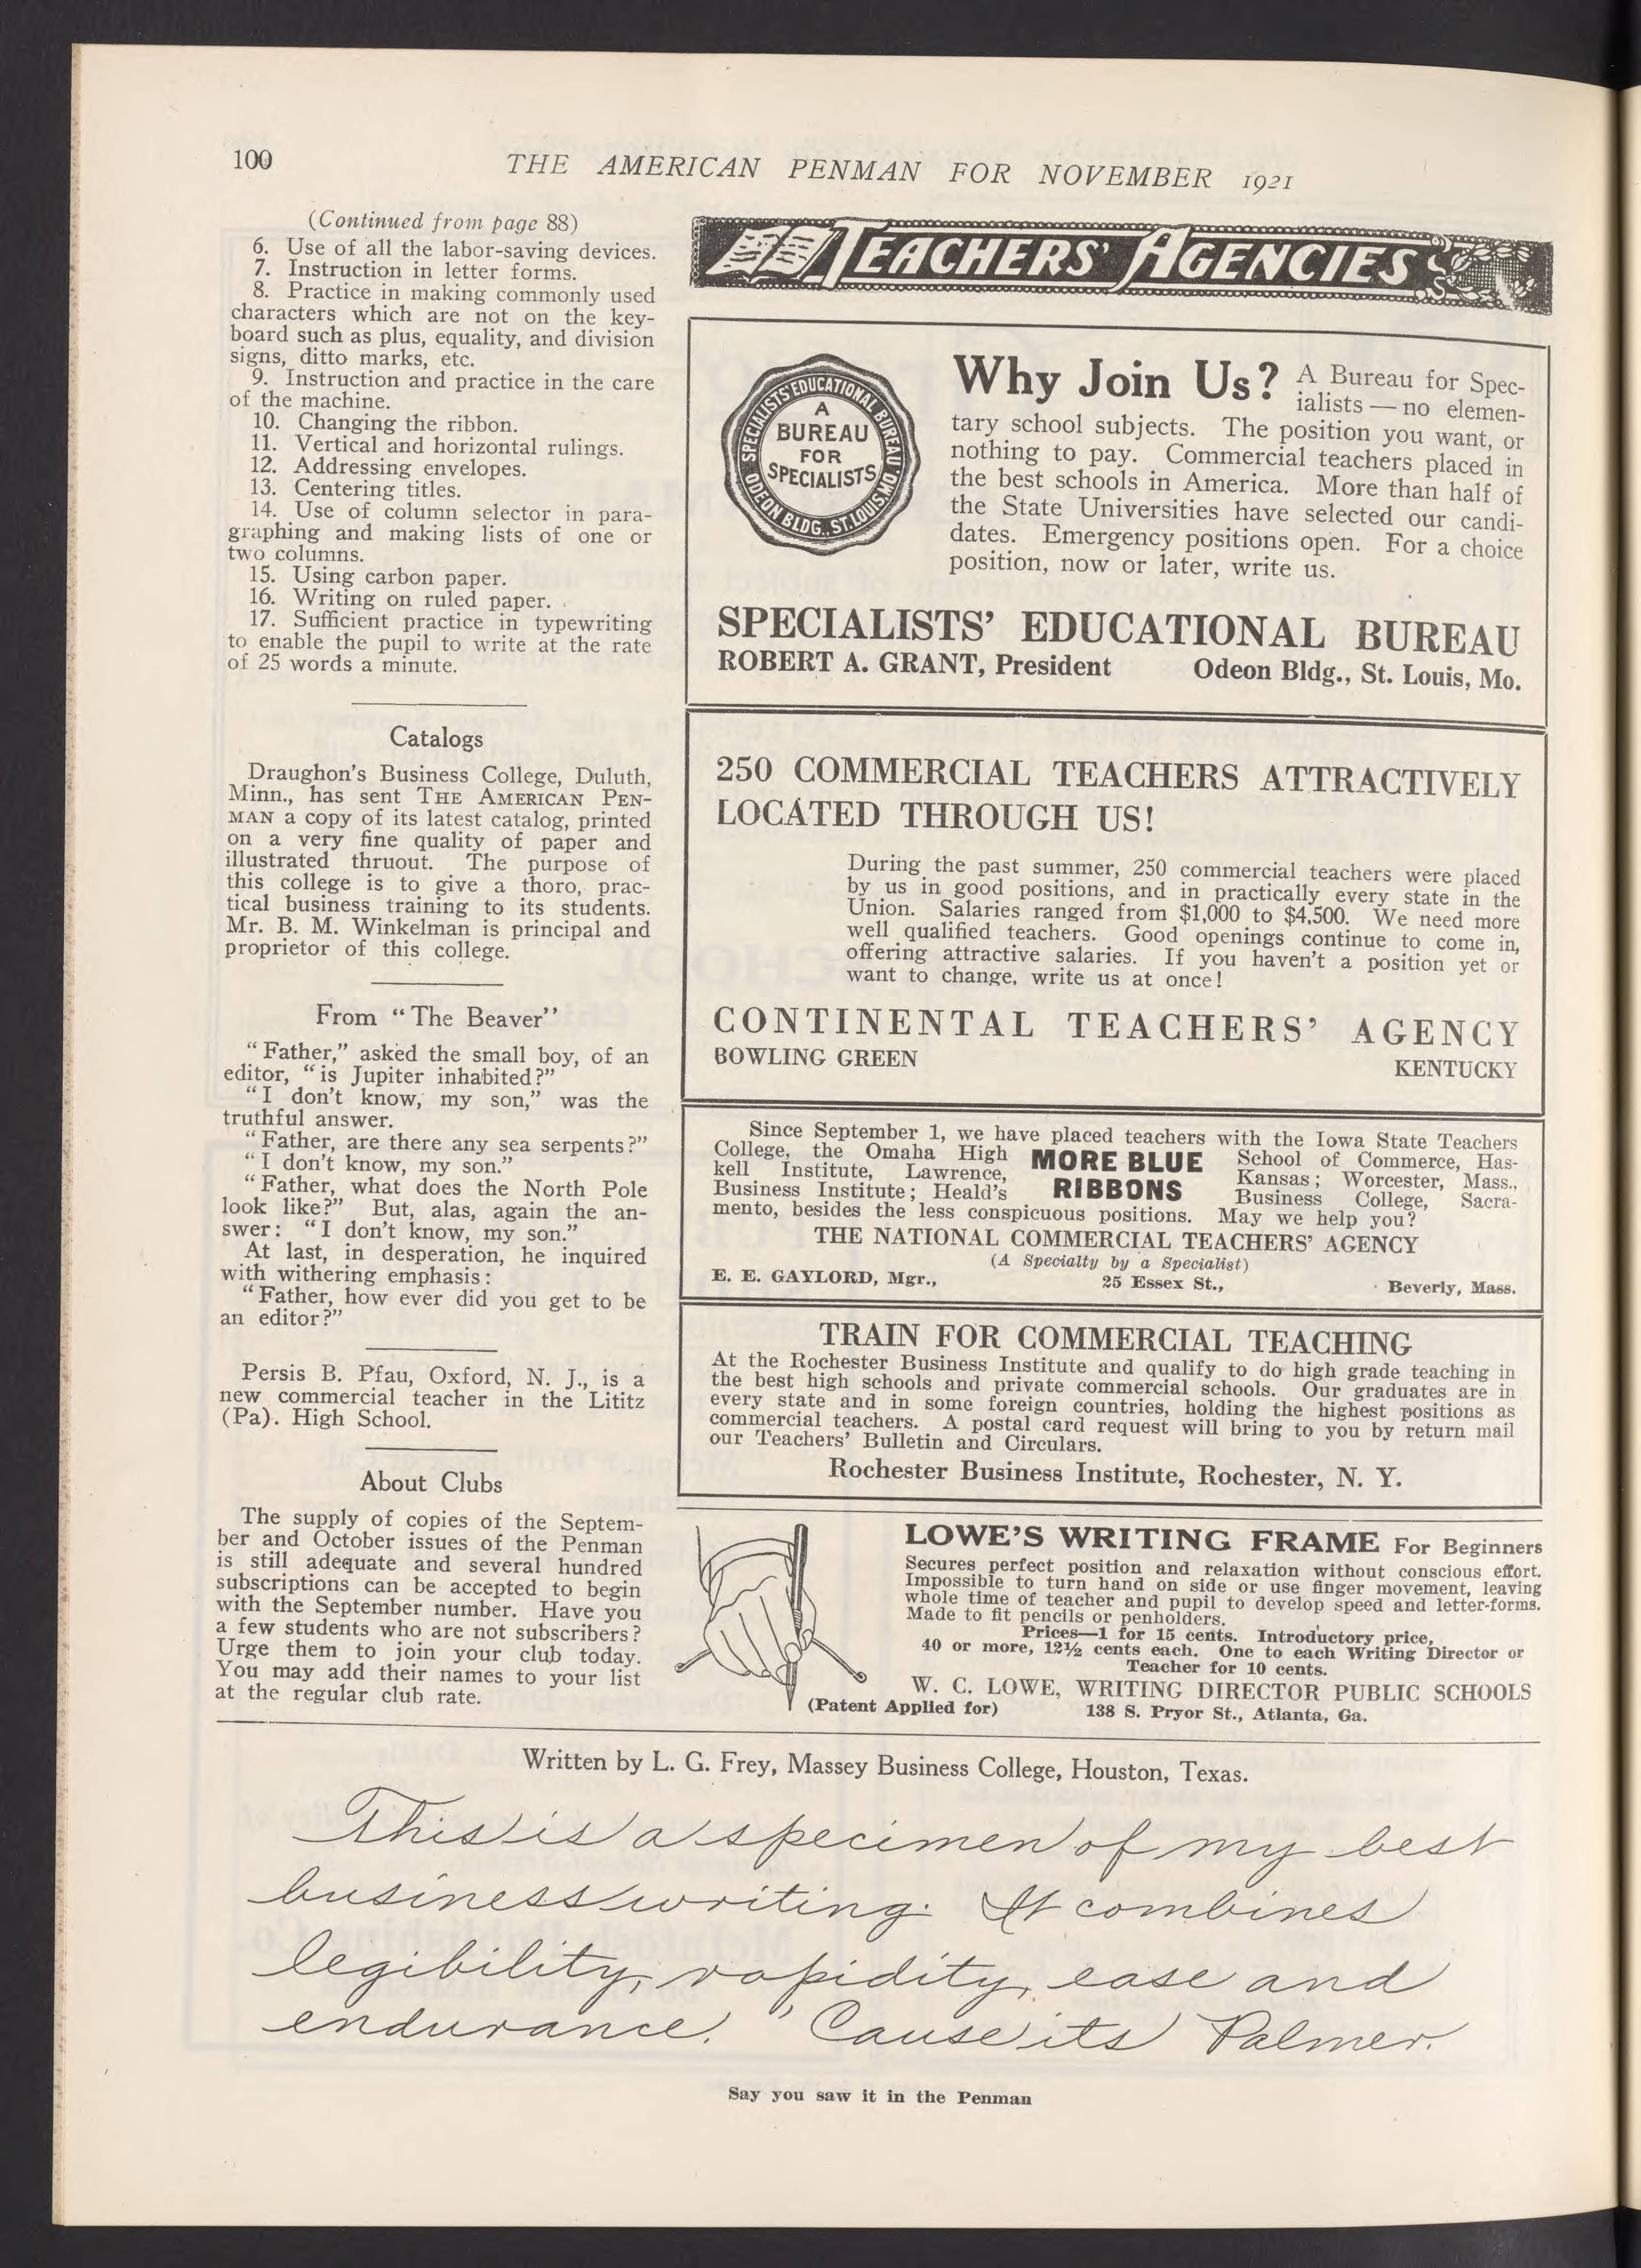 100
THE AMERICAN PENMAN FOR NOVEMBER 1921
(Continued from page 88)
6. Use of all the labor-saving devices.
7. Instruction in letter forms.
8. Practice in making commonly used
characters which are not on the key-
board such as plus, equality, and division
signs, ditto marks, etc.
9. Instruction and practice in the care
of the machine.
10. Changing the ribbon.
11. Vertical and horizontal rulings.
12. Addressing envelopes.
13. Centering titles.
14. Use of column selector in para-
graphing and making lists of one or
two columns.
15. Using carbon paper.
16. Writing on ruled paper.
17. Sufficient practice in typewriting
to enable the pupil to write at the rate
of 25 words a minute.
Catalogs
Draughon's Business College, Duluth,
Minn., has sent THE AMERICAN PEN-
MAN a copy of its latest catalog, printed
on a very fine quality of paper and
illustrated thruout. The purpose of
this college is to give a thoro, prac-
tical business training to its students.
Mr. B. M. Winkelman is principal and
proprietor of this college.
From "The Beaver"
"Father," asked the small boy, of an
editor, "is Jupiter inhabited?"
"I don't know, my son," was the
truthful answer.
"Father, are there any sea serpents?"
"I don't know, my son."
"Father, what does the North Pole
look like?" But, alas, again the an-
swer: "I don't know, my son."
At last, in desperation, he inquired
with withering emphasis:
"Father, how ever did you get to be
an editor?"
Persis B. Pfau, Oxford, N. J., is a
new commercial teacher in the Lititz
(Pa). High School.
About Clubs
The supply of copies of the Septem-
ber and October issues of the Penman
is still adequate and several hundred
subscriptions can be accepted to begin
with the September number. Have you
a few students who are not subscribers?
Urge them to join your club today.
You may add their names to your list
at the regular club rate.
TEACHERS' AGENCIES
SPECIALISTS' EDUCATIONAL BUREAU
ODEON BLDG., ST. LOUIS, MO.
A
BUREAU
FOR
SPECIALISTS
Why Join Us? A Bureau for Spec-
ialists — no elemen-
tary school subjects. The position you want, or
nothing to pay. Commercial teachers placed in
the best schools in America. More than half of
the State Universities have selected our candi-
dates. Emergency positions open. For a choice
position, now or later, write us.
SPECIALISTS' EDUCATIONAL BUREAU
ROBERT A. GRANT, President Odeon Bldg., St. Louis, Mo.
250 COMMERCIAL TEACHERS ATTRACTIVELY
LOCATED THROUGH US!
During the past summer, 250 commercial teachers were placed
by us in good positions, and in practically every state in the
Union. Salaries ranged from $1,000 to $4,500. We need more
well qualified teachers. Good openings continue to come in,
offering attractive salaries. If you haven't a position yet or
want to change, write us at once!
CONTINENTAL TEACHERS' AGENCY
BOWLING GREEN KENTUCKY
Since September 1, we have placed teachers with the Iowa State Teachers
College, the Omaha High School of Commerce, Has-
kell Institute, Lawrence, Kansas; Worcester, Mass.,
Business Institute; Heald's Business College, Sacra-
MORE BLUE
RIBBONS
mento, besides the less conspicuous positions. May we help you?
THE NATIONAL COMMERCIAL TEACHERS' AGENCY
(A Specialty by a Specialist)
E. E. GAYLORD, Mgr., 25 Essex St., Beverly, Mass.
TRAIN FOR COMMERCIAL TEACHING
At the Rochester Business Institute and qualify to do high grade teaching in
the best high schools and private commercial schools. Our graduates are in
every state and in some foreign countries, holding the highest positions as
commercial teachers. A postal card request will bring to you by return mail
our Teachers' Bulletin and Circulars.
Rochester Business Institute, Rochester, N. Y.
LOWE'S WRITING FRAME For Beginners
Secures perfect position and relaxation without conscious effort.
Impossible to turn hand on side or use finger movement, leaving
whole time of teacher and pupil to develop speed and letter-forms.
Made to fit pencils or penholders.
Prices—1 for 15 cents. Introductory price,
40 or more, 12½ cents each. One to each Writing Director or
Teacher for 10 cents.
W. C. LOWE, WRITING DIRECTOR PUBLIC SCHOOLS
(Patent Applied for) 138 S. Pryor St., Atlanta, Ga.
Written by L. G. Frey, Massey Business College, Houston, Texas.
This is a specimen of my best
business writing. It combines
legibility, rapidity, ease and
endurance. 'Cause its Palmer.
Say you saw it in the Penman